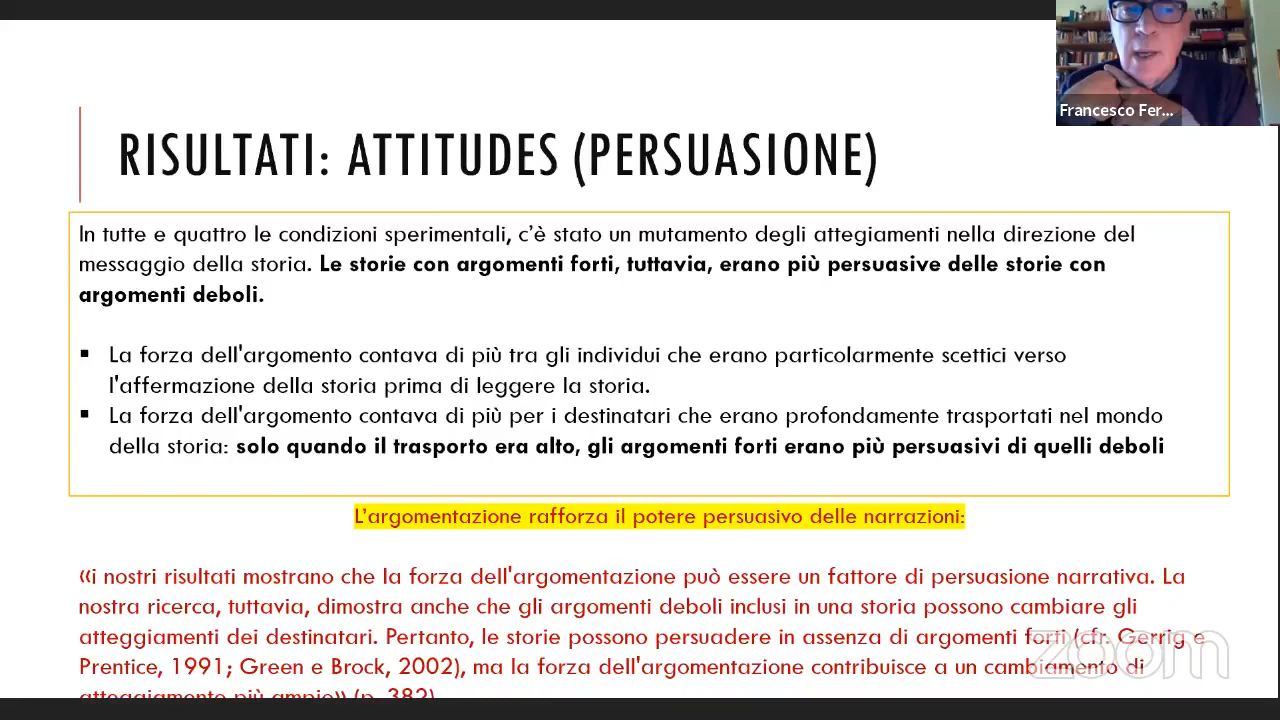 Francesco Fer...
RISULTATI: ATTITUDES (PERSUASIONE)
In tutte e quattro le condizioni sperimentali, c’è stato un mutamento degli attegiamenti nella direzione del
messaggio della storia. Le storie con argomenti forti, tuttavia, erano più persuasive delle storie con
argomenti deboli.
▪ La forza dell'argomento contava di più tra gli individui che erano particolarmente scettici verso
l'affermazione della storia prima di leggere la storia.
▪ La forza dell'argomento contava di più per i destinatari che erano profondamente trasportati nel mondo
della storia: solo quando il trasporto era alto, gli argomenti forti erano più persuasivi di quelli deboli
L’argomentazione rafforza il potere persuasivo delle narrazioni:
«i nostri risultati mostrano che la forza dell'argomentazione può essere un fattore di persuasione narrativa. La
nostra ricerca, tuttavia, dimostra anche che gli argomenti deboli inclusi in una storia possono cambiare gli
atteggiamenti dei destinatari. Pertanto, le storie possono persuadere in assenza di argomenti forti (cfr. Gerrig e
Prentice, 1991; Green e Brock, 2002), ma la forza dell'argomentazione contribuisce a un cambiamento di
atteggiamento più ampio» (p. 382)
zoom